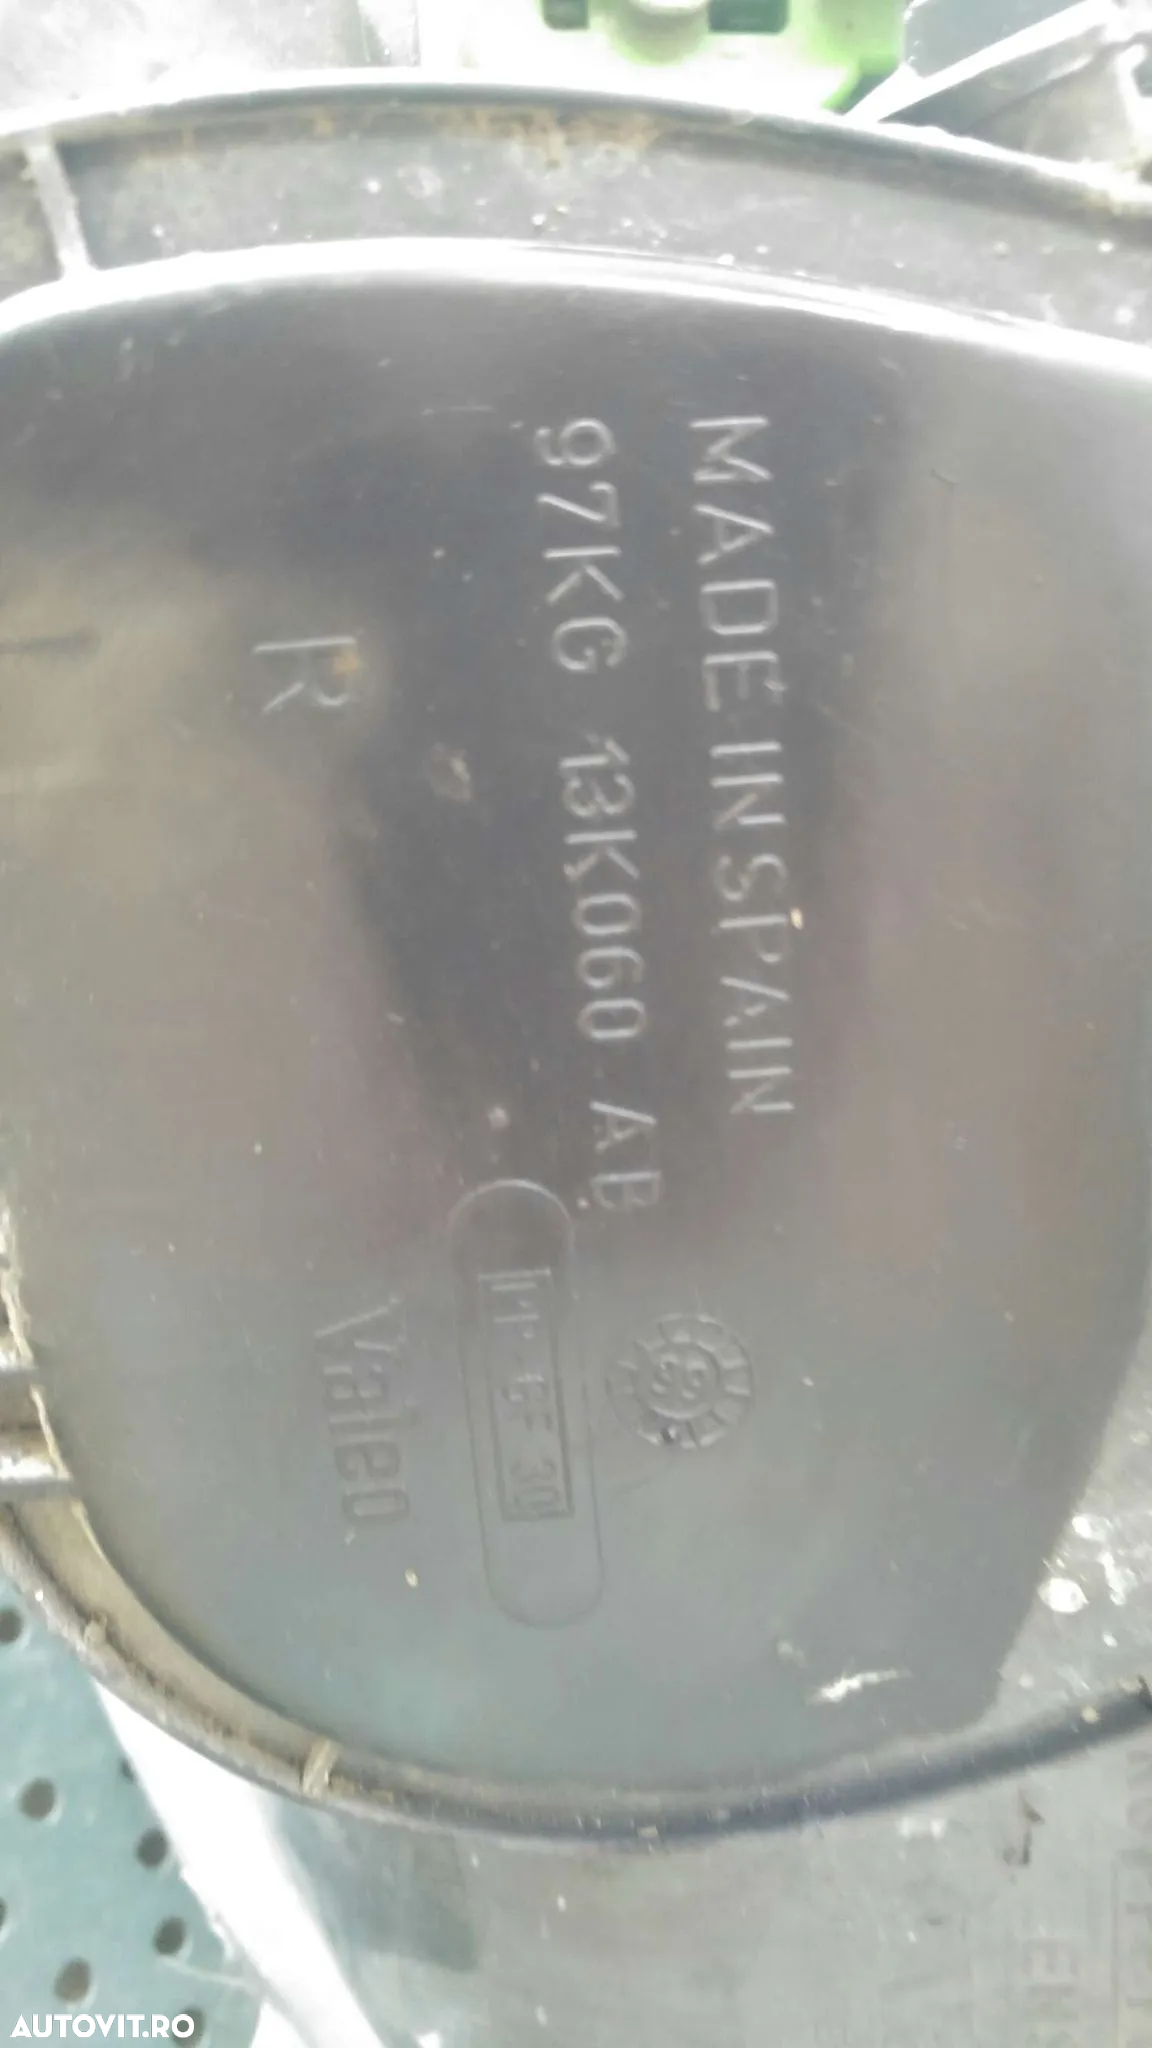 MADE IN SPAIN
97KG 13K060 AB
R
Valeo
AUTOVIT.RO